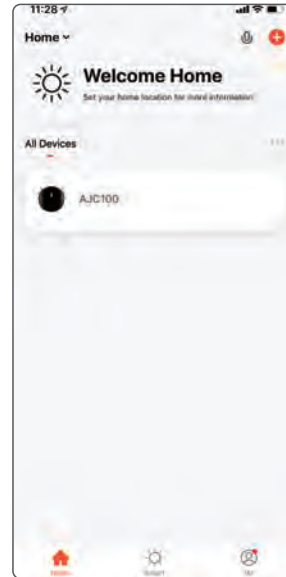 11:28
Home
Welcome Home
Set your home location for more information
All Devices
AJC100
Home
Smart
Me